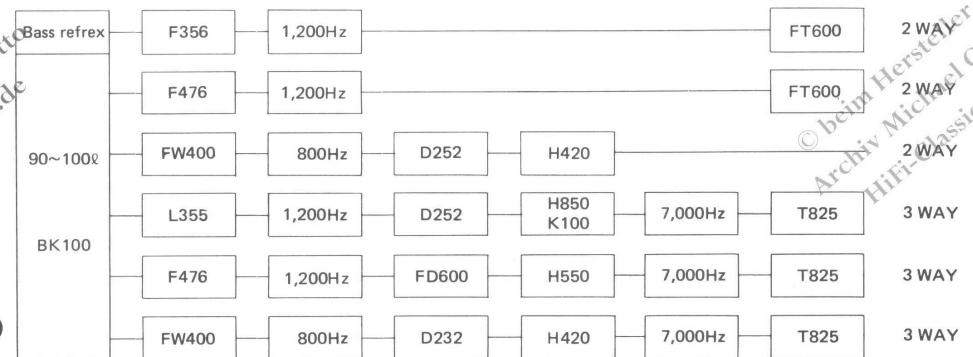 Bass refrex F356 1,200Hz FT600 2 WAY
F476 1,200Hz FT600 2 WAY
90~100ℓ FW400 800Hz D252 H420 2 WAY
L355 1,200Hz D252 H850 K100 7,000Hz T825 3 WAY
BK100
F476 1,200Hz FD600 H550 7,000Hz T825 3 WAY
FW400 800Hz D232 H420 7,000Hz T825 3 WAY
© beim Hersteller
Archiv Michael
HiFi-Classic